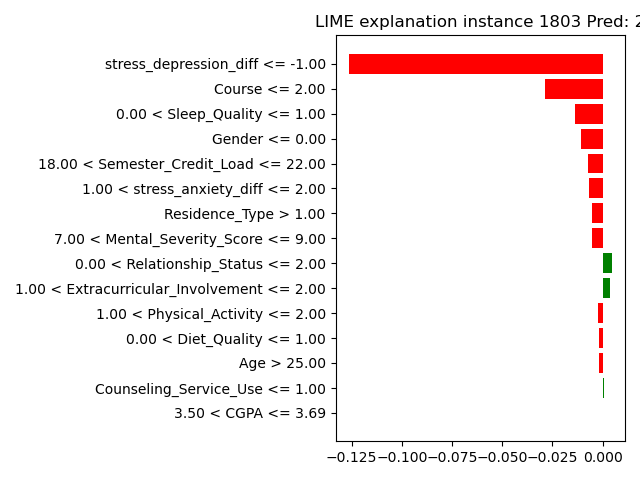 LIME explanation instance 1803 Pred: 2
stress_depression_diff <= -1.00
Course <= 2.00
0.00 < Sleep_Quality <= 1.00
Gender <= 0.00
18.00 < Semester_Credit_Load <= 22.00
1.00 < stress_anxiety_diff <= 2.00
Residence_Type > 1.00
7.00 < Mental_Severity_Score <= 9.00
0.00 < Relationship_Status <= 2.00
1.00 < Extracurricular_Involvement <= 2.00
1.00 < Physical_Activity <= 2.00
0.00 < Diet_Quality <= 1.00
Age > 25.00
Counseling_Service_Use <= 1.00
3.50 < CGPA <= 3.69
−0.125 −0.100 −0.075 −0.050 −0.025 0.000